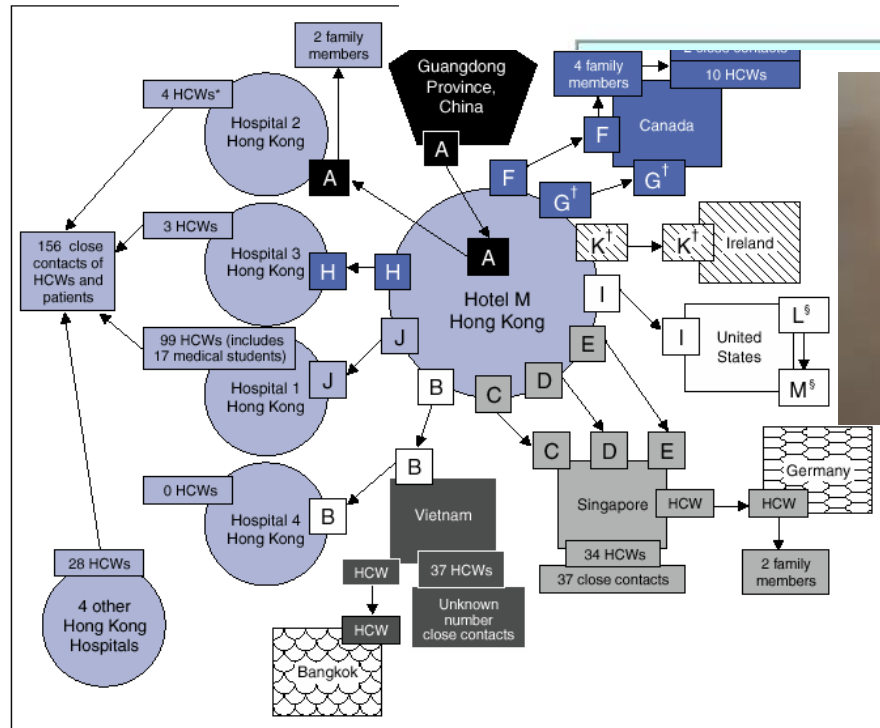 2 family
members
Guangdong
Province,
China
A
4 family
members
2 close contacts
10 HCWs
F
Canada
4 HCWs*
Hospital 2
Hong Kong
A
F
G†
G†
156 close
contacts of
HCWs and
patients
3 HCWs
Hospital 3
Hong Kong
H
H
A
Hotel M
Hong Kong
K†
K†
Ireland
I
I
United
States
L§
M§
99 HCWs (includes
17 medical students)
Hospital 1
Hong Kong
J
J
B
C
D
E
0 HCWs
Hospital 4
Hong Kong
B
B
Vietnam
C
D
E
Singapore
HCW
HCW
Germany
34 HCWs
37 close contacts
2 family
members
28 HCWs
4 other
Hong Kong
Hospitals
HCW
37 HCWs
Unknown
number
close contacts
HCW
Bangkok